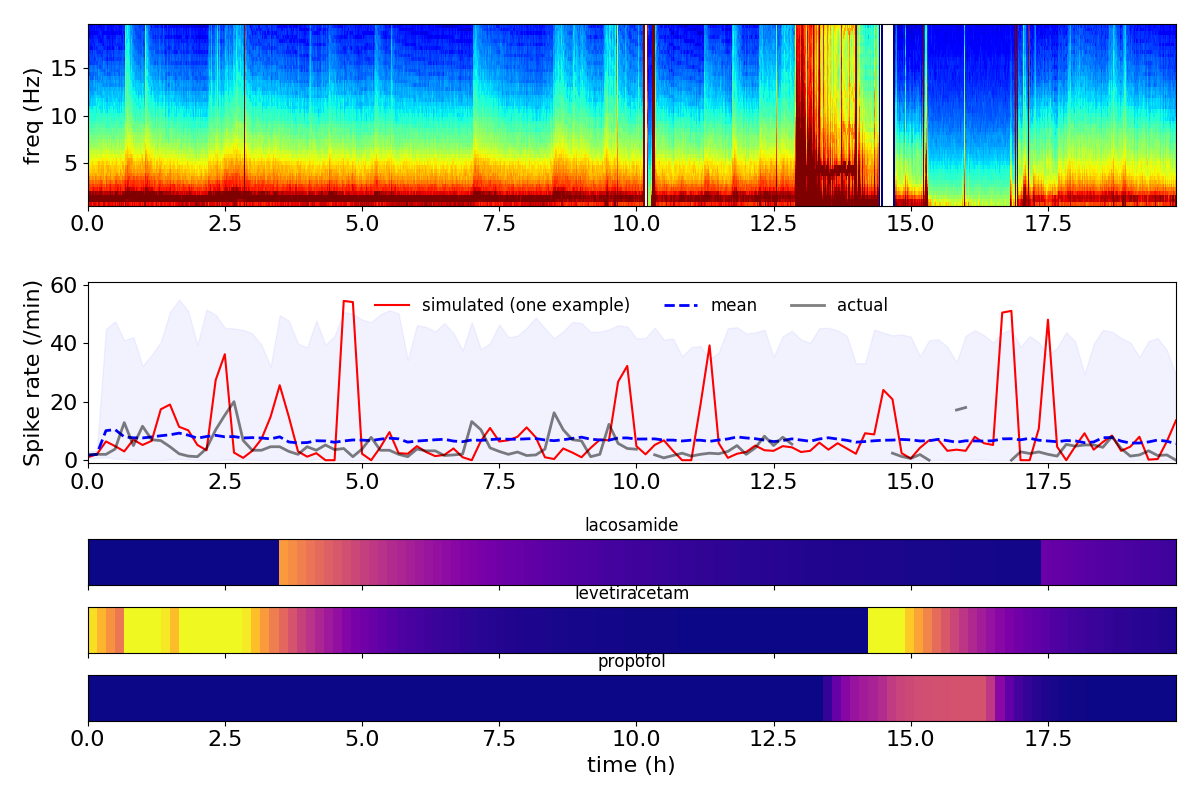 15
10
5
freq (Hz)
0.0 2.5 5.0 7.5 10.0 12.5 15.0 17.5
60
40
20
0
Spike rate (/min)
simulated (one example) mean actual
0.0 2.5 5.0 7.5 10.0 12.5 15.0 17.5
lacosamide
levetiracetam
propofol
0.0 2.5 5.0 7.5 10.0 12.5 15.0 17.5
time (h)